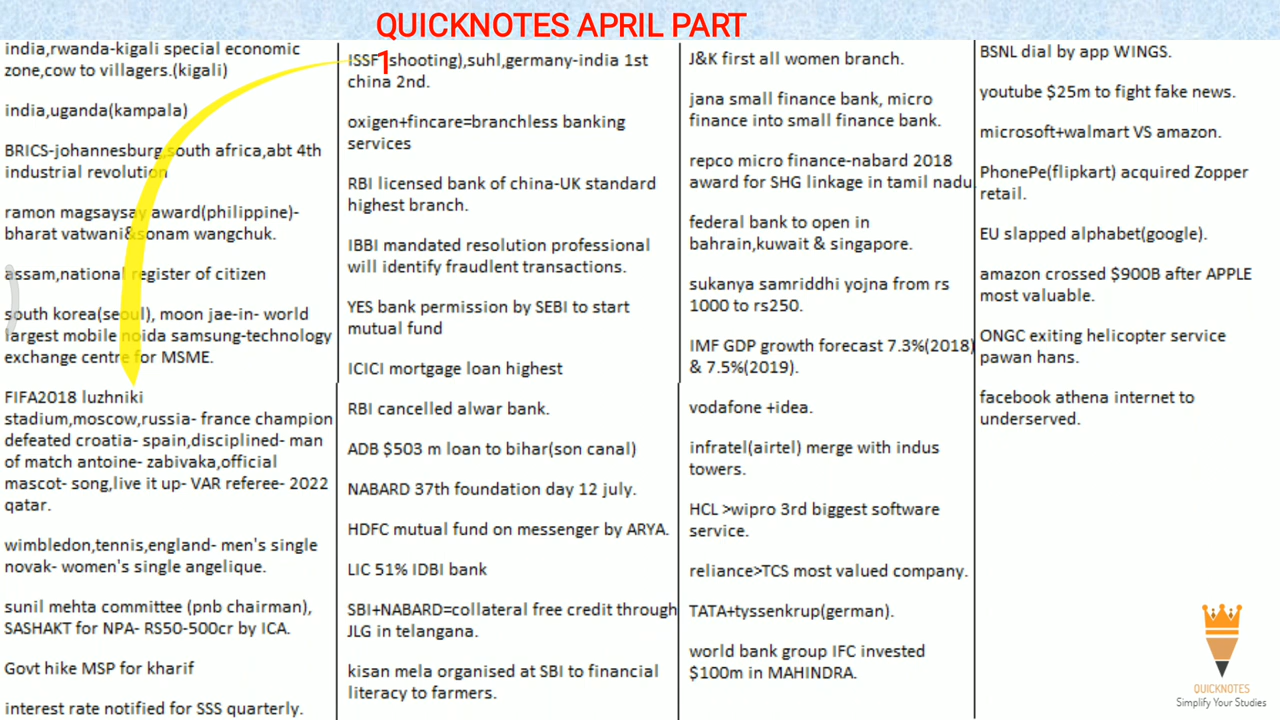 QUICKNOTES APRIL PART
1
india,rwanda-kigali special economic
zone,cow to villagers.(kigali)
india,uganda(kampala)
BRICS-johannesburg,south africa,abt 4th
industrial revolution
ramon magsaysay award(philippine)-
bharat vatwani&sonam wangchuk.
assam,national register of citizen
south korea(seoul), moon jae-in- world
largest mobile noida samsung-technology
exchange centre for MSME.
FIFA2018 luzhniki
stadium,moscow,russia- france champion
defeated croatia- spain,disciplined- man
of match antoine- zabivaka,official
mascot- song,live it up- VAR referee- 2022
qatar.
wimbledon,tennis,england- men's single
novak- women's single angelique.
sunil mehta committee (pnb chairman),
SASHAKT for NPA- RS50-500cr by ICA.
Govt hike MSP for kharif
interest rate notified for SSS quarterly.
ISSF(shooting),suhl,germany-india 1st
china 2nd.
oxigen+fincare=branchless banking
services
RBI licensed bank of china-UK standard
highest branch.
IBBI mandated resolution professional
will identify fraudlent transactions.
YES bank permission by SEBI to start
mutual fund
ICICI mortgage loan highest
RBI cancelled alwar bank.
ADB $503 m loan to bihar(son canal)
NABARD 37th foundation day 12 july.
HDFC mutual fund on messenger by ARYA.
LIC 51% IDBI bank
SBI+NABARD=collateral free credit through
JLG in telangana.
kisan mela organised at SBI to financial
literacy to farmers.
J&K first all women branch.
jana small finance bank, micro
finance into small finance bank.
repco micro finance-nabard 2018
award for SHG linkage in tamil nadu.
federal bank to open in
bahrain,kuwait & singapore.
sukanya samriddhi yojna from rs
1000 to rs250.
IMF GDP growth forecast 7.3%(2018)
& 7.5%(2019).
vodafone +idea.
infratel(airtel) merge with indus
towers.
HCL >wipro 3rd biggest software
service.
reliance>TCS most valued company.
TATA+tyssenkrup(german).
world bank group IFC invested
$100m in MAHINDRA.
BSNL dial by app WINGS.
youtube $25m to fight fake news.
microsoft+walmart VS amazon.
PhonePe(flipkart) acquired Zopper
retail.
EU slapped alphabet(google).
amazon crossed $900B after APPLE
most valuable.
ONGC exiting helicopter service
pawan hans.
facebook athena internet to
underserved.
QUICKNOTES
Simplify Your Studies